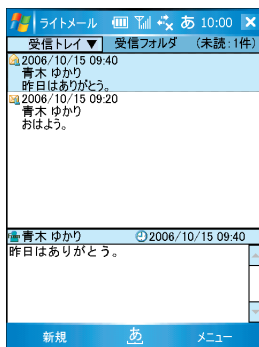 ライトメール あ 10:00
受信トレイ▼ 受信フォルダ (未読:1件)
2006/10/15 09:40
青木 ゆかり
昨日はありがとう。
2006/10/15 09:20
青木 ゆかり
おはよう。
青木 ゆかり 2006/10/15 09:40
昨日はありがとう。
新規 あ メニュー